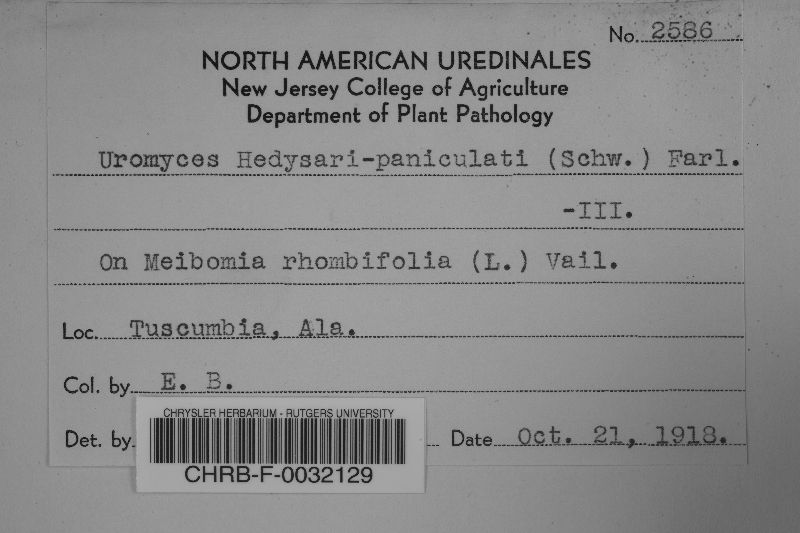 No. 2586
NORTH AMERICAN UREDINALES
New Jersey College of Agriculture
Department of Plant Pathology
Uromyces Hedysari-paniculati (Schw.) Farl.
-III.
On Meibomia rhombifolia (L.) Vail.
Loc. Tuscumbia, Ala.
Col. by E. B.
Det. by Date Oct. 21, 1918.
CHRYSLER HERBARIUM - RUTGERS UNIVERSITY
CHRB-F-0032129